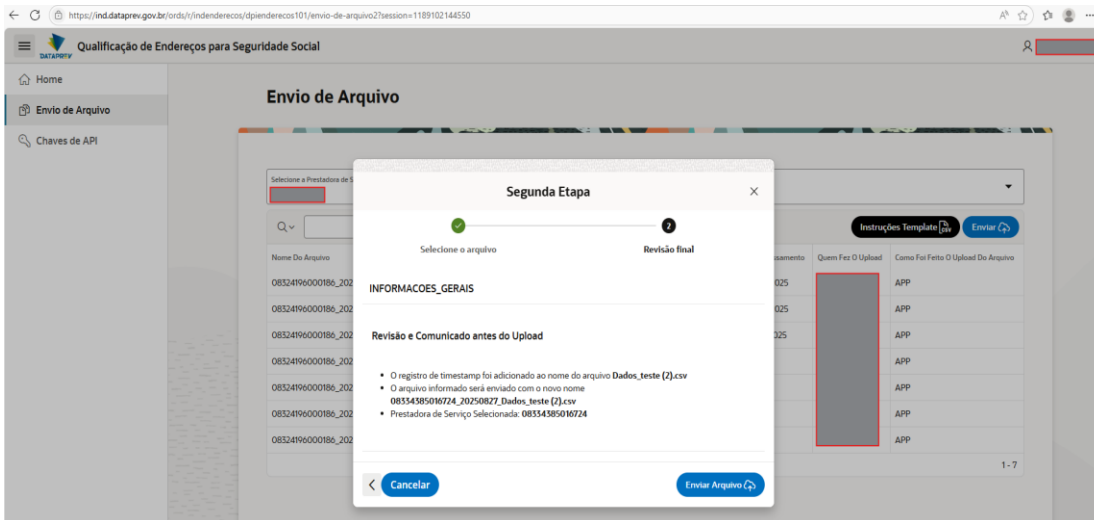 https://ind.dataprev.gov.br/ords/r/indenderecos/dpienderecos101/envio-de-arquivo2?session=1189102144550
DATAPREV
Qualificação de Endereços para Seguridade Social
Home
Envio de Arquivo
Chaves de API
Envio de Arquivo
Selecione a Prestadora de S
Segunda Etapa
2
Selecione o arquivo
Revisão final
Instruções Template
CSV
Enviar
Nome Do Arquivo
ssamento
Quem Fez O Upload
Como Foi Feito O Upload Do Arquivo
08324196000186_202
025
APP
08324196000186_202
025
APP
08324196000186_202
025
APP
08324196000186_202
APP
08324196000186_202
APP
08324196000186_202
APP
08324196000186_202
APP
1 - 7
INFORMACOES_GERAIS
Revisão e Comunicado antes do Upload
O registro de timestamp foi adicionado ao nome do arquivo Dados_teste (2).csv
O arquivo informado será enviado com o novo nome
08334385016724_20250827_Dados_teste (2).csv
Prestadora de Serviço Selecionada: 08334385016724
Cancelar
Enviar Arquivo